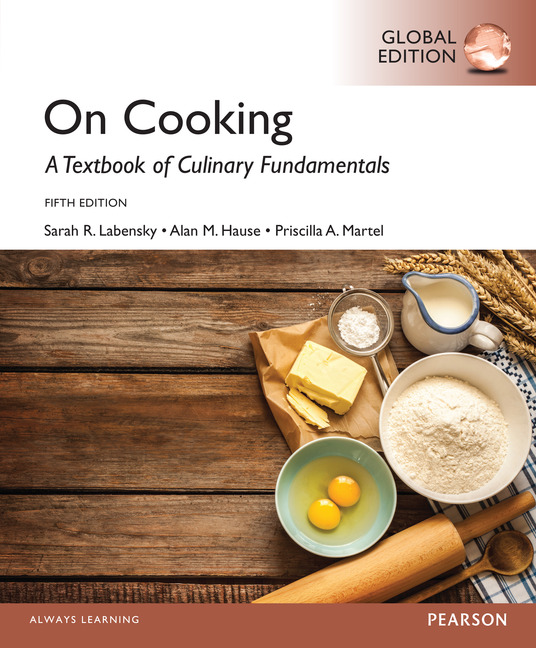 GLOBAL
EDITION
On Cooking
A Textbook of Culinary Fundamentals
FIFTH EDITION
Sarah R. Labensky • Alan M. Hause • Priscilla A. Martel
ALWAYS LEARNING
PEARSON